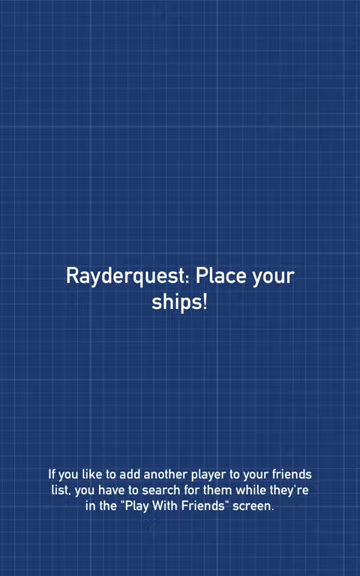 Rayderquest: Place your
ships!
If you like to add another player to your friends
list, you have to search for them while they're
in the "Play With Friends" screen.